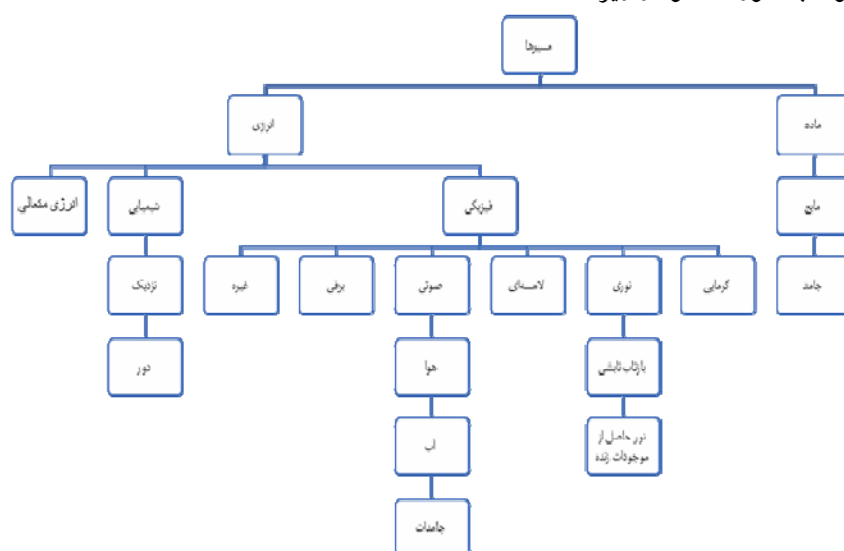 مسیرها
انرژی
ماده
انرژی متعالی
شیمیایی
فیزیکی
مایع
نزدیک
غیره
برقی
صوتی
لامسه‌ای
نوری
گرمایی
جامد
دور
هوا
بازتاب تابشی
آب
نور حاصل از
موجودات زنده
جامدات